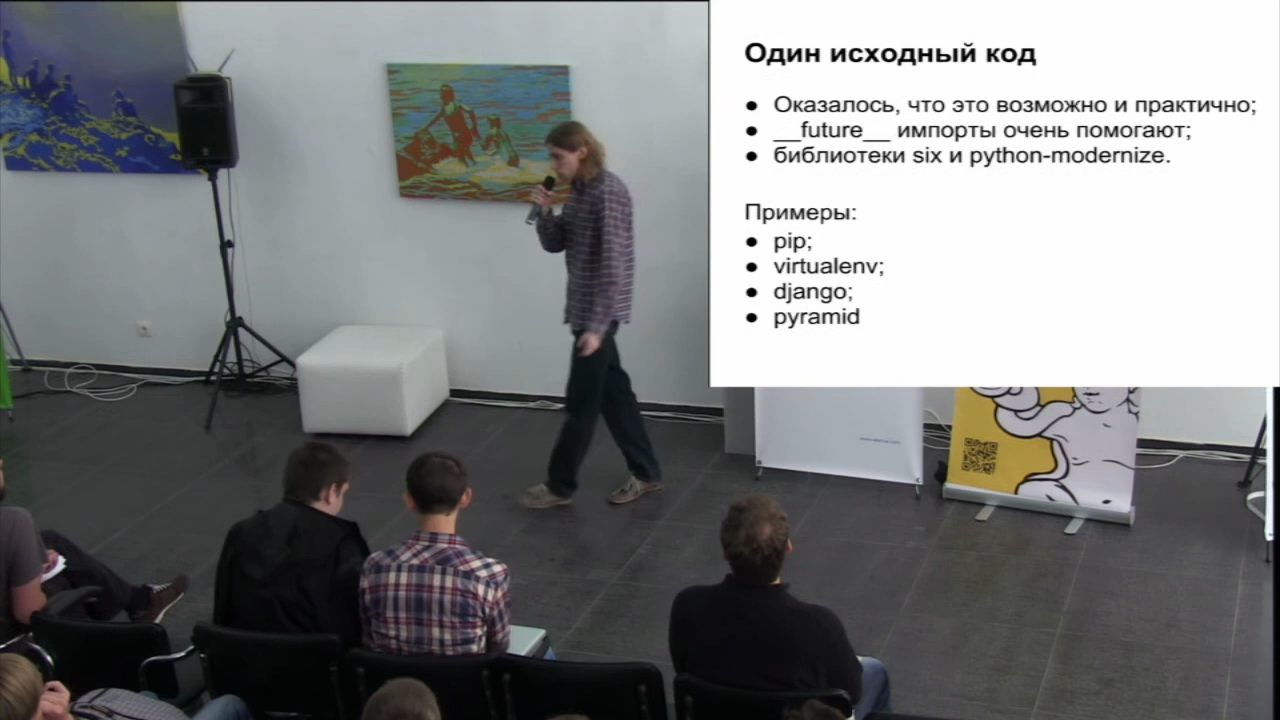 Один исходный код
● Оказалось, что это возможно и практично;
● __future__ импорты очень помогают;
● библиотеки six и python-modernize.
Примеры:
● pip;
● virtualenv;
● django;
● pyramid